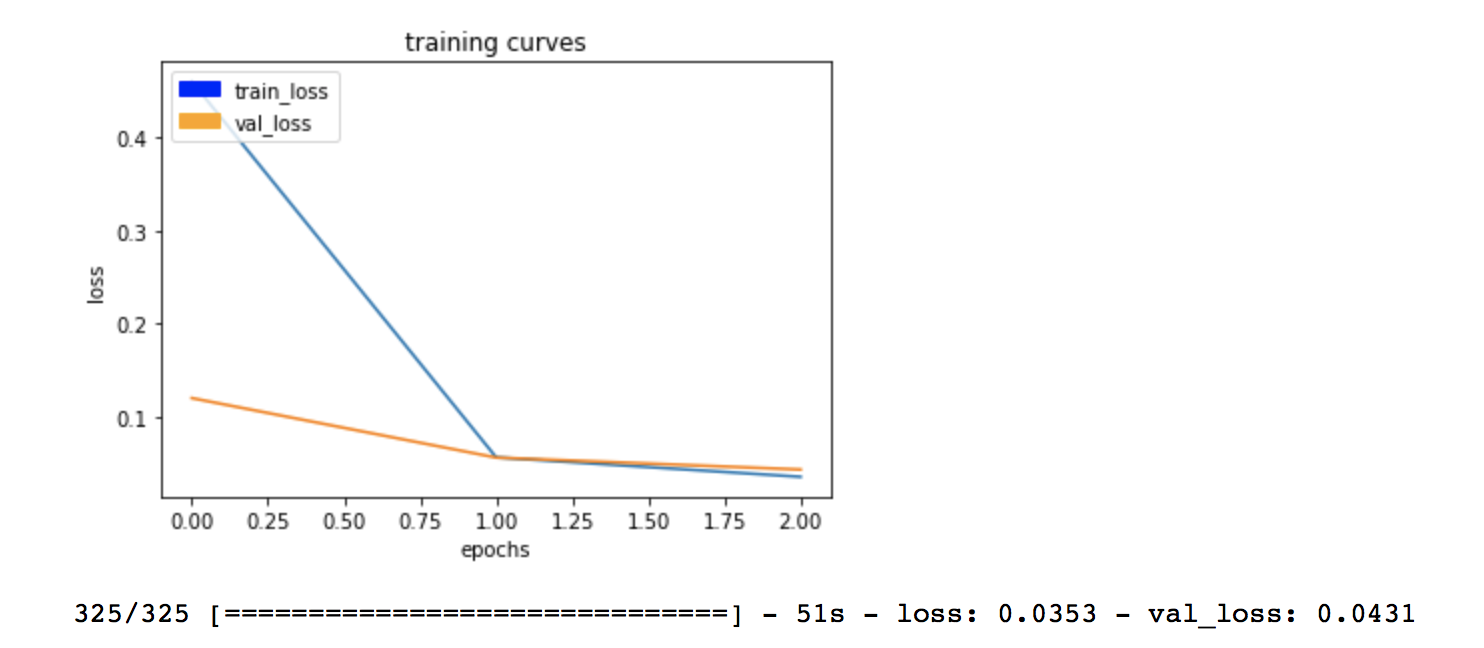 training curves
train_loss
val_loss
0.4
0.3
0.2
0.1
loss
0.00 0.25 0.50 0.75 1.00 1.25 1.50 1.75 2.00
epochs
325/325 [==============================] - 51s - loss: 0.0353 - val_loss: 0.0431